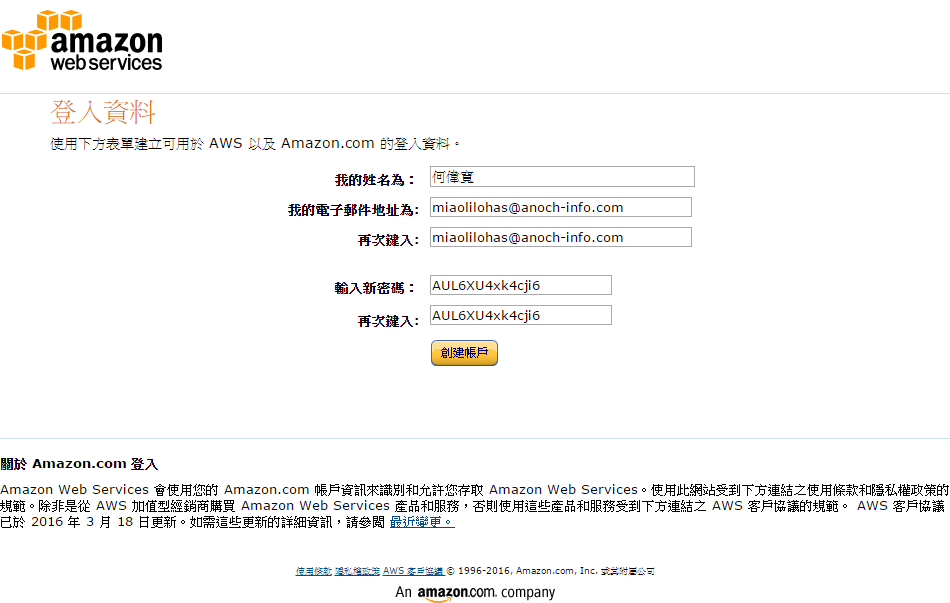 amazon
web services
登入資料
使用下方表單建立可用於 AWS 以及 Amazon.com 的登入資料。
我的姓名為： 何偉寬
我的電子郵件地址為: miaolilohas@anoch-info.com
再次鍵入: miaolilohas@anoch-info.com
輸入新密碼： AUL6XU4xk4cji6
再次鍵入: AUL6XU4xk4cji6
創建帳戶
關於 Amazon.com 登入
Amazon Web Services 會使用您的 Amazon.com 帳戶資訊來識別和允許您存取 Amazon Web Services。使用此網站受到下方連結之使用條款和隱私權政策的
規範。除非是從 AWS 加值型經銷商購買 Amazon Web Services 產品和服務，否則使用這些產品和服務受到下方連結之 AWS 客戶協議的規範。 AWS 客戶協議
已於 2016 年 3 月 18 日更新。如需這些更新的詳細資訊，請參閱 最近變更。
使用條款 隱私權政策 AWS 客戶協議 © 1996-2016, Amazon.com, Inc. 或其附屬公司
An amazon.com company